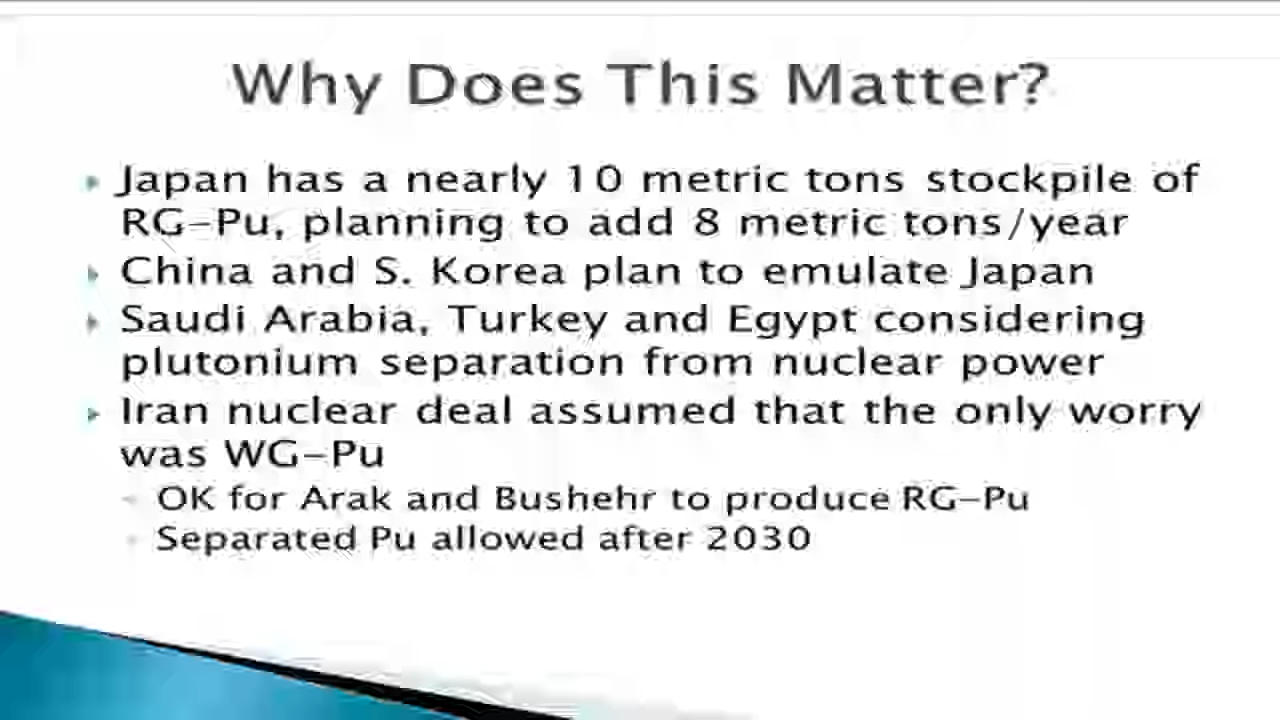 Why Does This Matter?
Japan has a nearly 10 metric tons stockpile of
RG-Pu, planning to add 8 metric tons/year
China and S. Korea plan to emulate Japan
Saudi Arabia, Turkey and Egypt considering
plutonium separation from nuclear power
Iran nuclear deal assumed that the only worry
was WG-Pu
OK for Arak and Bushehr to produce RG-Pu
Separated Pu allowed after 2030